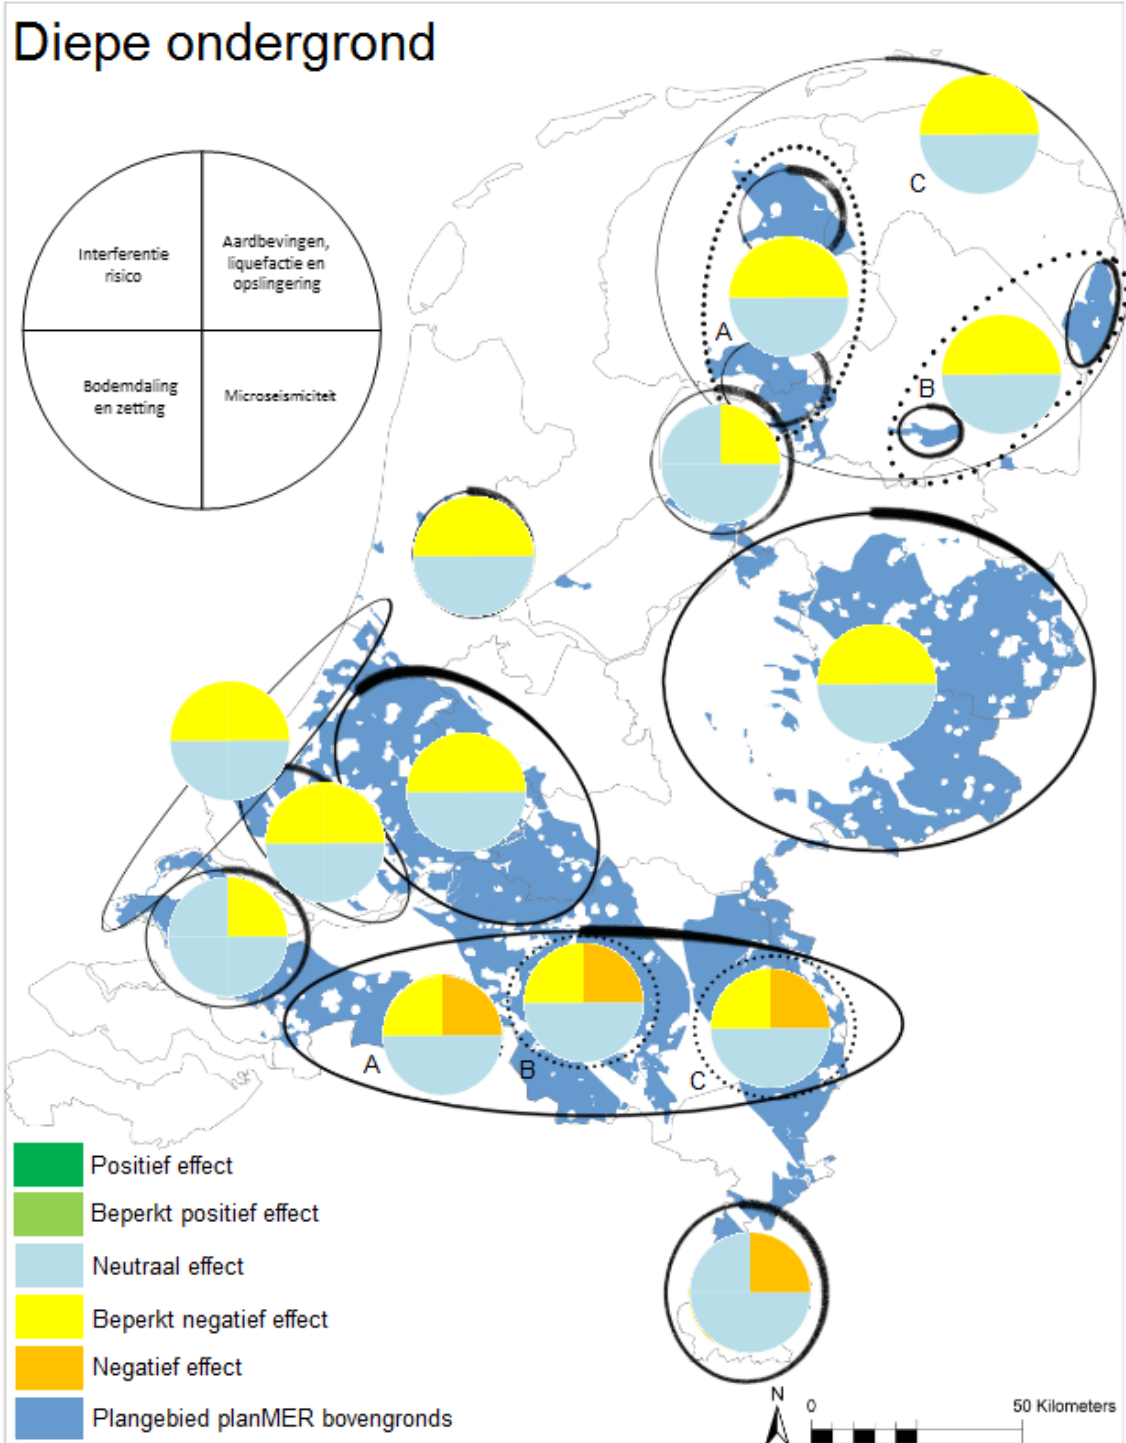 Diepe ondergrond
Interferentie
risico
Aardbevingen,
liquefactie en
opslingering
Bodemdaling
en zetting
Microseismiciteit
C
A
B
A
B
C
Positief effect
Beperkt positief effect
Neutraal effect
Beperkt negatief effect
Negatief effect
Plangebied planMER bovengronds
N
0
50 Kilometers